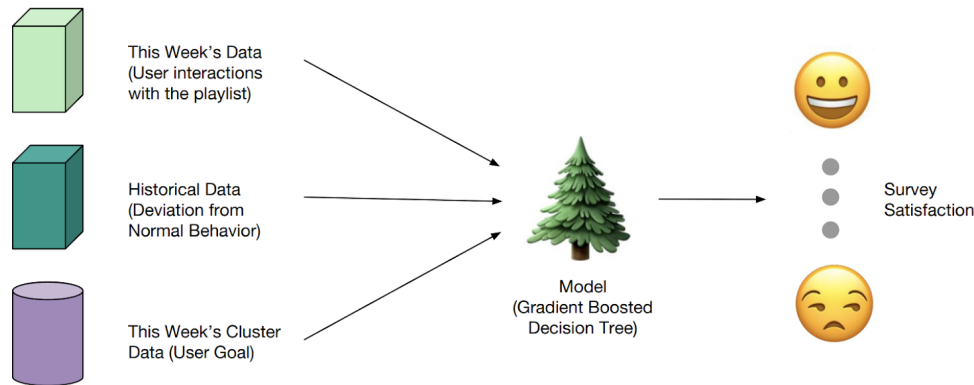 This Week's Data
(User interactions
with the playlist)
Historical Data
(Deviation from
Normal Behavior)
This Week's Cluster
Data (User Goal)
Model
(Gradient Boosted
Decision Tree)
Survey
Satisfaction